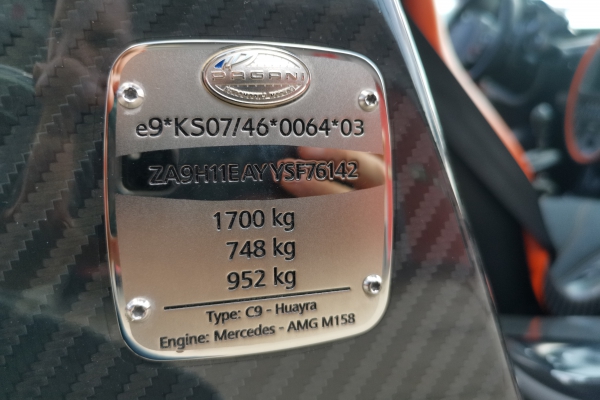 PAGANI
e9*KS07/46*0064*03
ZA9H11EAYYSF76142
1700 kg
748 kg
952 kg
Type: C9 - Huayra
Engine: Mercedes - AMG M158